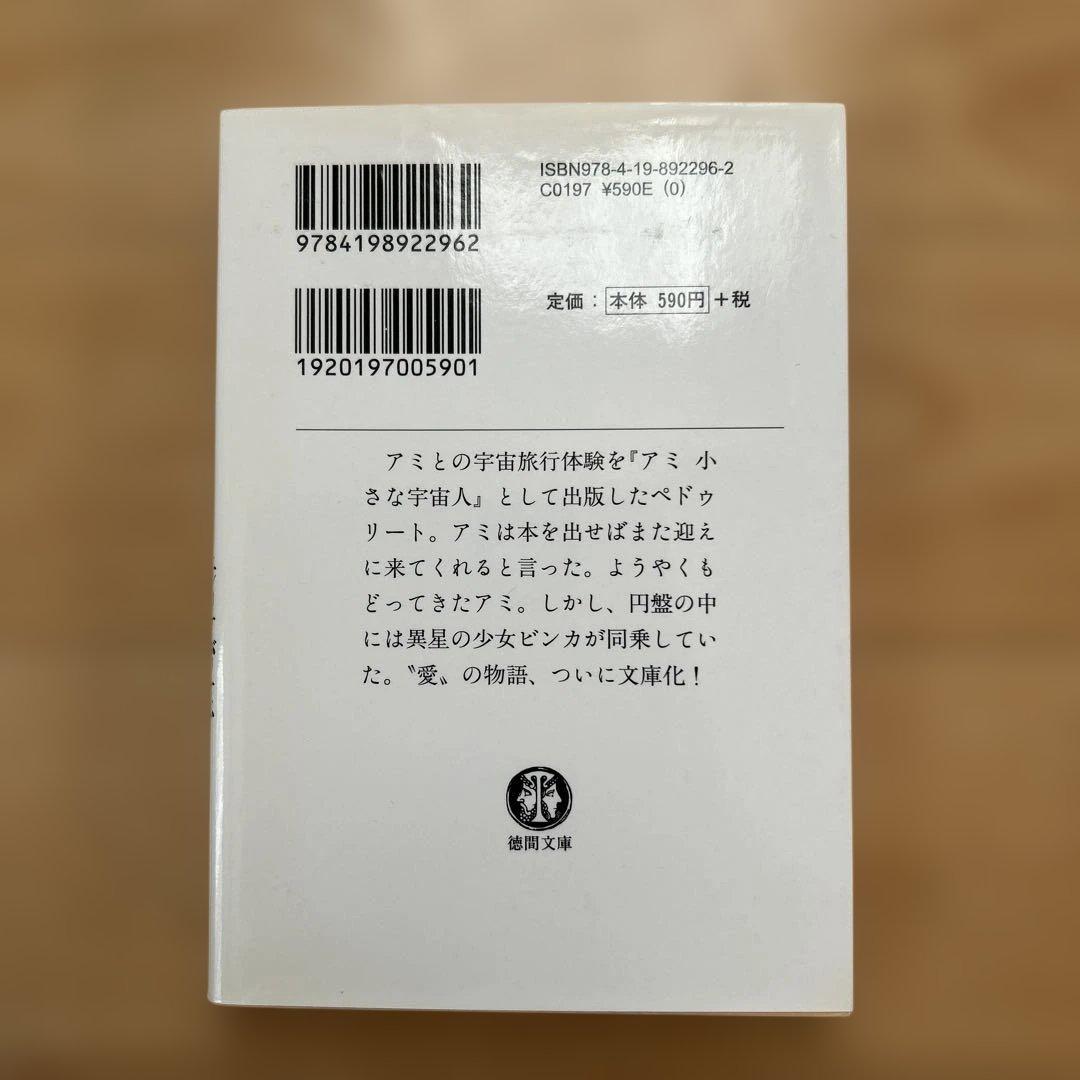 ISBN978-4-19-892296-2
C0197 ¥590E (0)
9784198922962
定価：本体 590円＋税
1920197005901
アミとの宇宙旅行体験を『アミ 小
さな宇宙人』として出版したペドゥ
リート。アミは本を出せばまた迎え
に来てくれると言った。ようやくも
どってきたアミ。しかし、円盤の中
には異星の少女ビンカが同乗してい
た。〝愛〟の物語、ついに文庫化！
徳間文庫